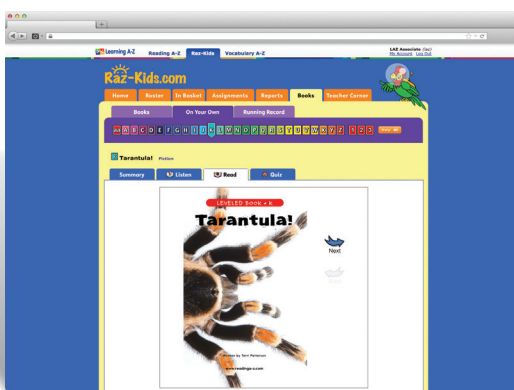 Learning A-Z Reading A-Z Raz-Kids Vocabulary A-Z
LAZ Associate (laz)
My Account Log Out
Raz-Kids.com
Home Roster In Basket Assignments Reports Books Teacher Corner
Books On Your Own Running Record
aa A B C D E F G H I J K L M N O P Q R S T U V W X Y Z 1 2 3
Tarantula! Fiction
Summary Listen Read Quiz
LEVELED BOOK • K
Tarantula!
Next
Written by Terri Patterson
www.readinga-z.com